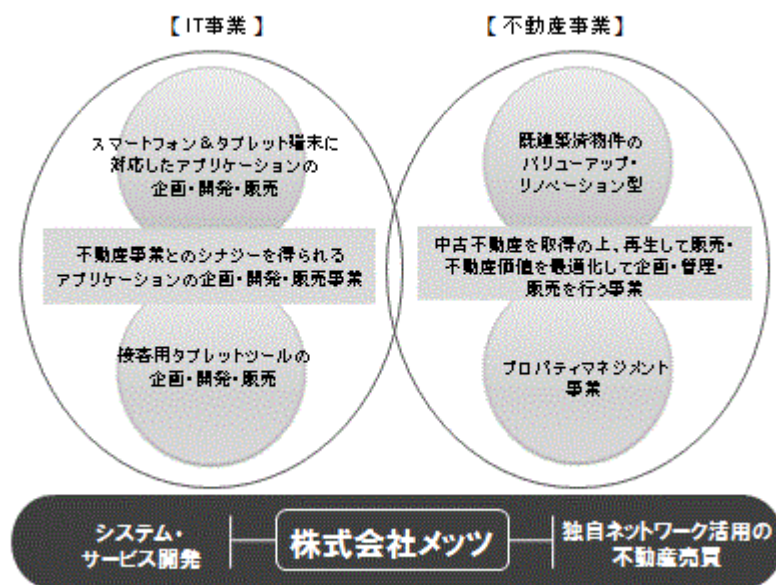 【IT事業】
【不動産事業】
スマートフォン＆タブレット端末に
対応したアプリケーションの
企画・開発・販売
不動産事業とのシナジーを得られる
アプリケーションの企画・開発・販売事業
接客用タブレットツールの
企画・開発・販売
既建築済物件の
バリューアップ・
リノベーション型
中古不動産を取得の上、再生して販売・
不動産価値を最適化して企画・管理・
販売を行う事業
プロパティマネジメント
事業
システム・
サービス開発
株式会社メッツ
独自ネットワーク活用の
不動産売買